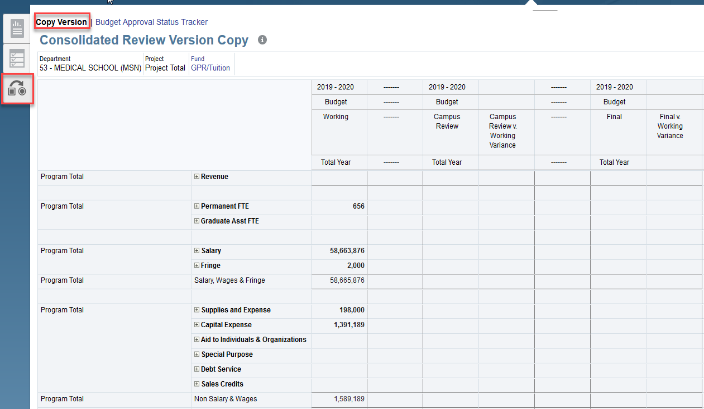 Copy Version | Budget Approval Status Tracker
Consolidated Review Version Copy
Department Project Fund
53 - MEDICAL SCHOOL (MSN) Project Total GPR/Tuition
2019 - 2020 ------- 2019 - 2020 ------- 2019 - 2020
Budget ------- Budget ------- Budget
Working ------- Campus Review Campus Review v. Working Variance ------- Final Final v. Working Variance
Total Year ------- Total Year ------- Total Year
Program Total Revenue
Program Total Permanent FTE 656
Graduate Asst FTE
Program Total Salary 58,663,876
Fringe 2,000
Program Total Salary, Wages & Fringe 58,665,876
Program Total Supplies and Expense 198,000
Capital Expense 1,391,189
Aid to Individuals & Organizations
Special Purpose
Debt Service
Sales Credits
Program Total Non Salary & Wages 1,589,189